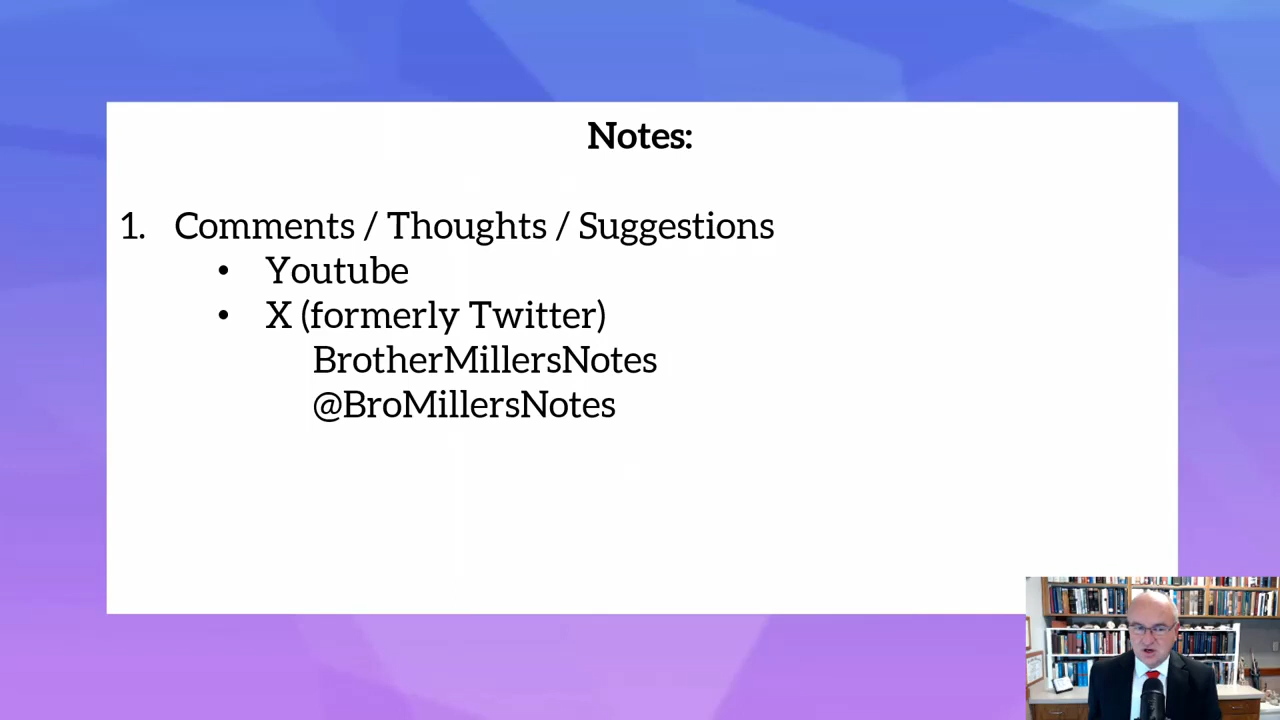 Notes:
1. Comments / Thoughts / Suggestions
• Youtube
• X (formerly Twitter)
BrotherMillersNotes
@BroMillersNotes